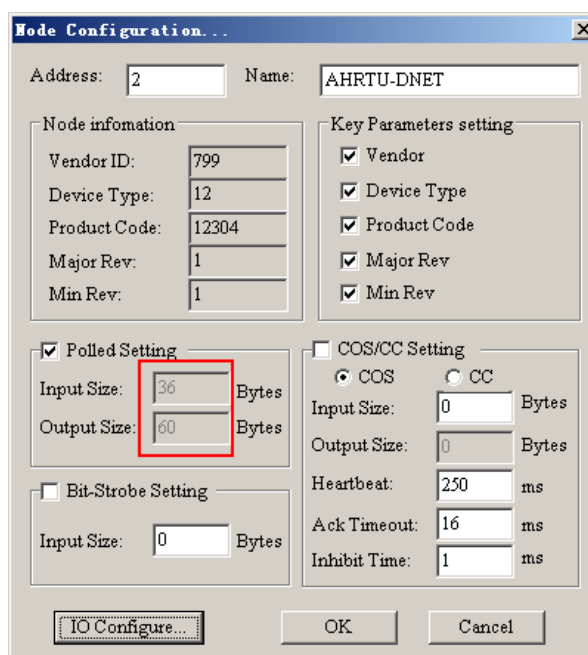 Node Configuration...
Address: 2 Name: AHRTU-DNET
Node infomation
Vendor ID: 799
Device Type: 12
Product Code: 12304
Major Rev: 1
Min Rev: 1
Key Parameters setting
Vendor
Device Type
Product Code
Major Rev
Min Rev
Polled Setting
Input Size: 36 Bytes
Output Size: 60 Bytes
Bit-Strobe Setting
Input Size: 0 Bytes
COS/CC Setting
COS CC
Input Size: 0 Bytes
Output Size: 0 Bytes
Heartbeat: 250 ms
Ack Timeout: 16 ms
Inhibit Time: 1 ms
IO Configure... OK Cancel